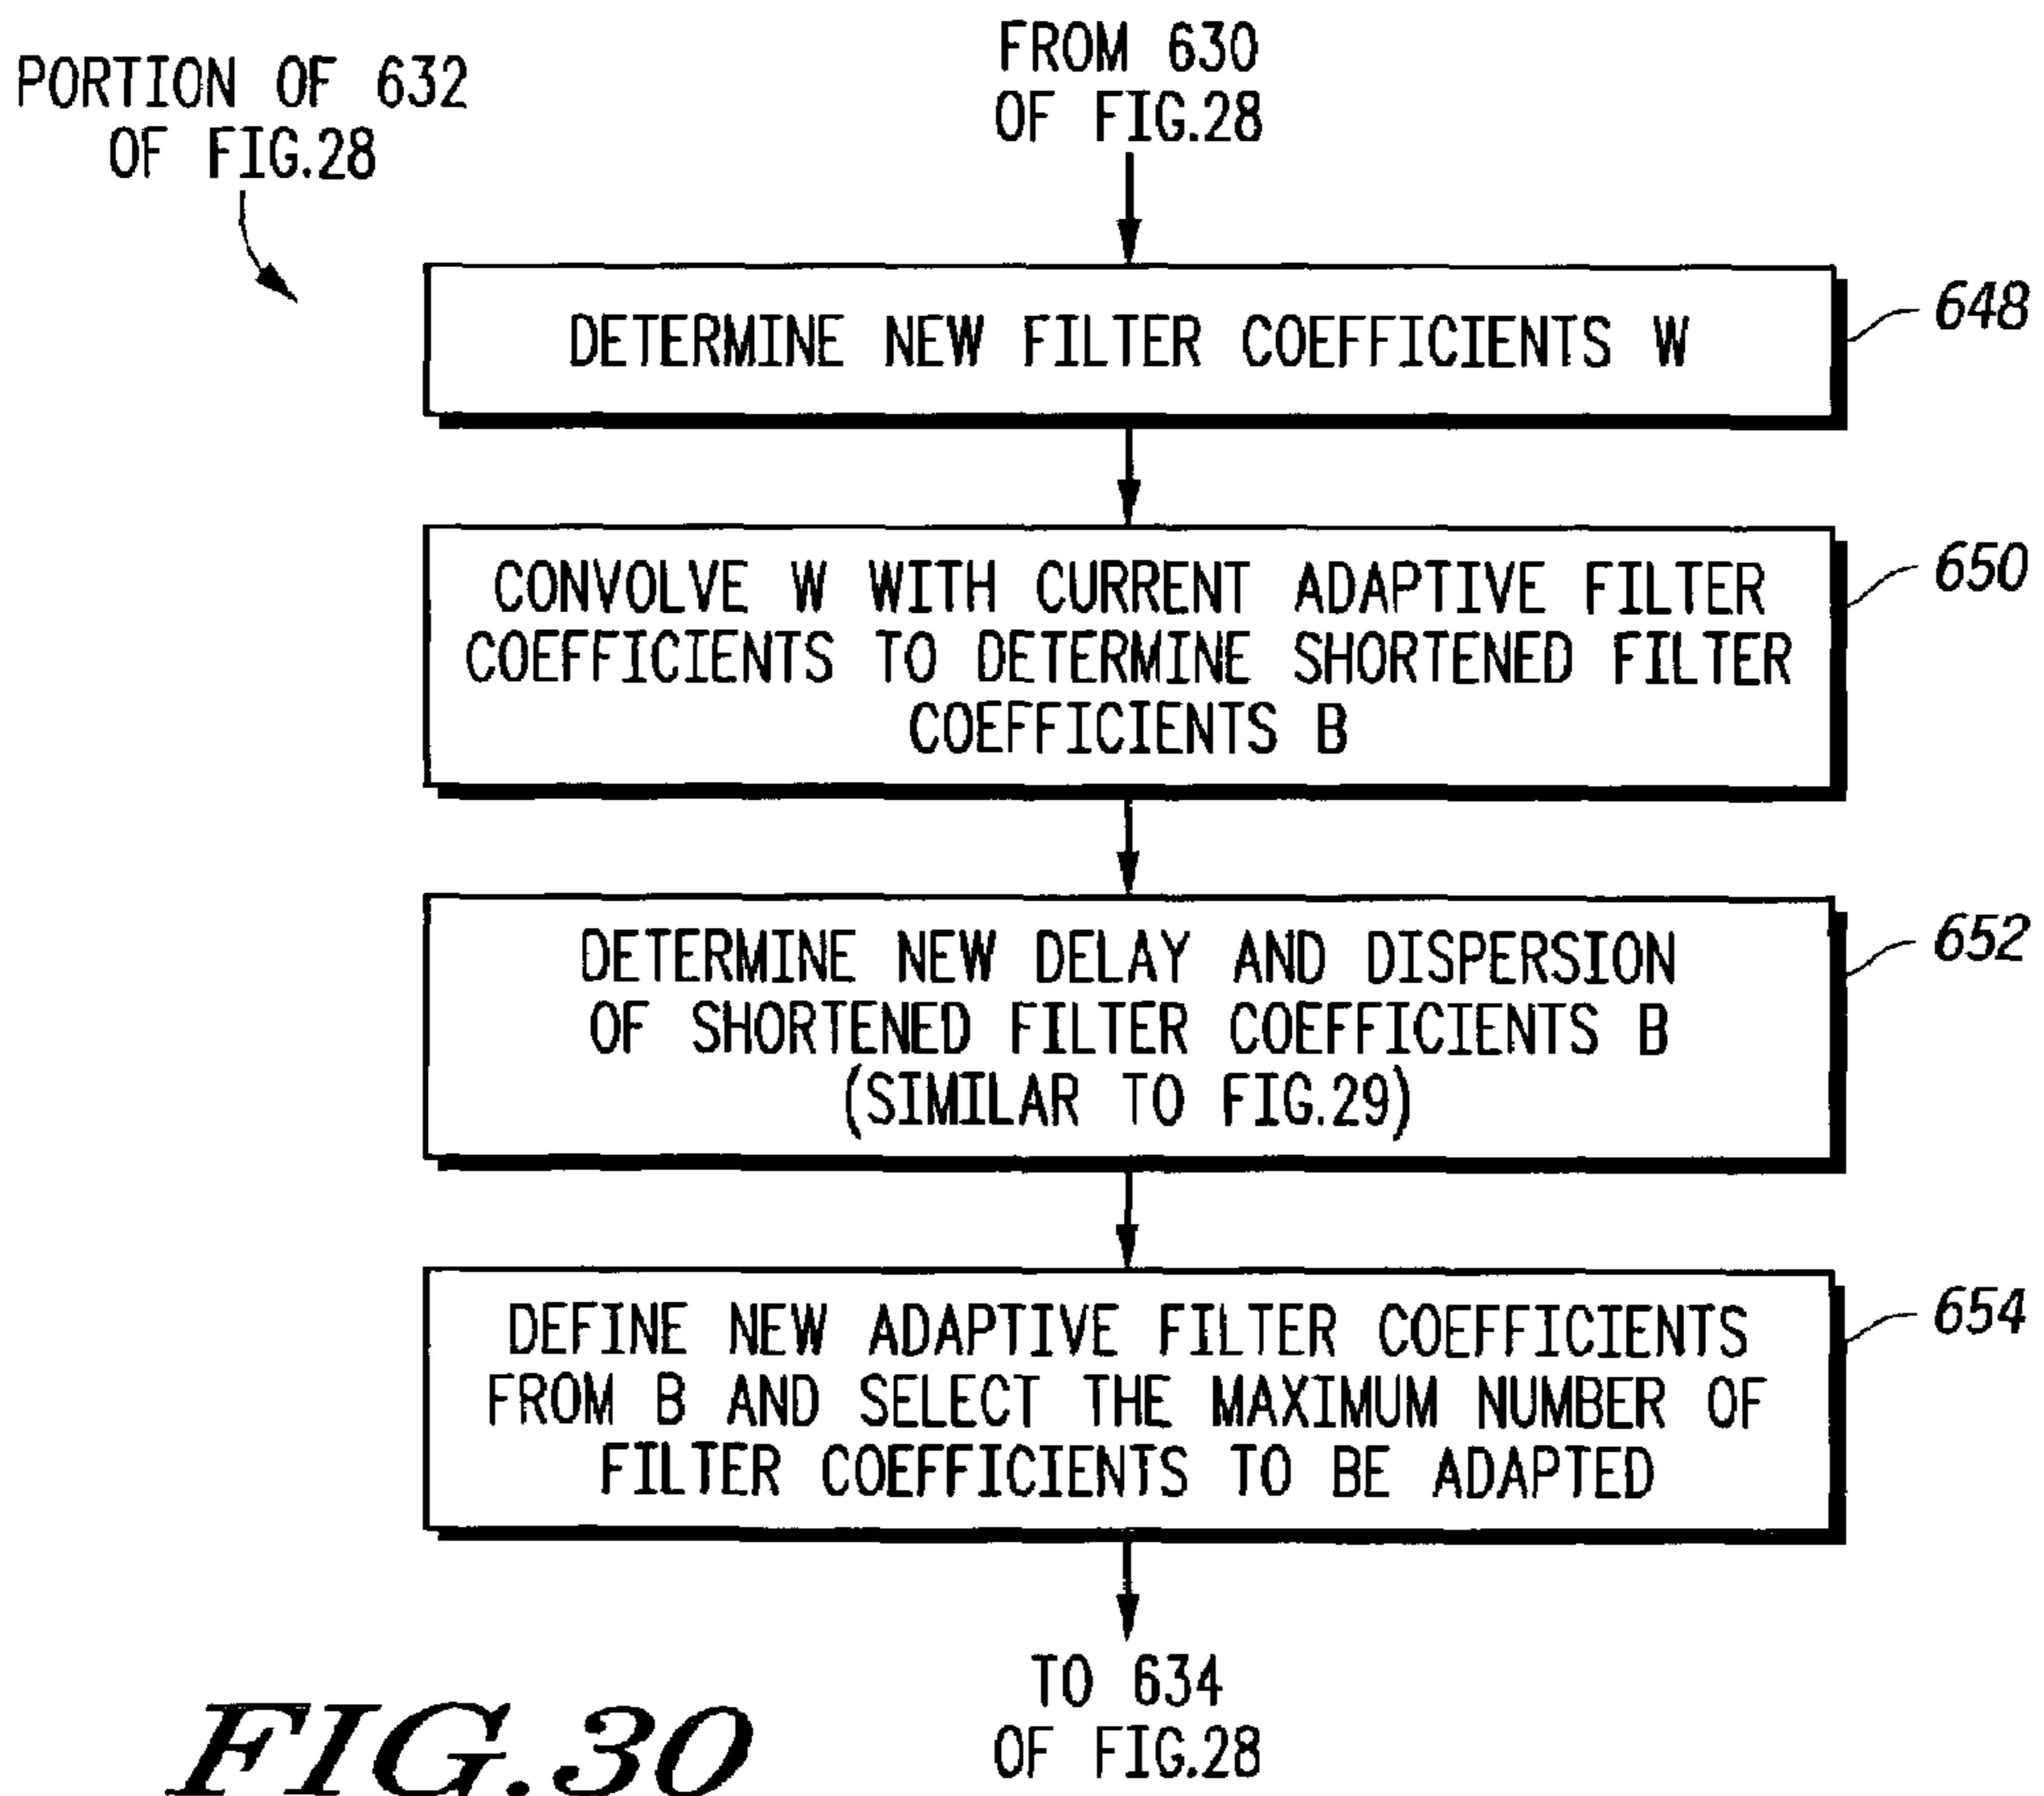 PORTION OF 632
OF FIG.28
FROM 630
OF FIG.28
DETERMINE NEW FILTER COEFFICIENTS W
648
CONVOLVE W WITH CURRENT ADAPTIVE FILTER
COEFFICIENTS TO DETERMINE SHORTENED FILTER
COEFFICIENTS B
650
DETERMINE NEW DELAY AND DISPERSION
OF SHORTENED FILTER COEFFICIENTS B
(SIMILAR TO FIG.29)
652
DEFINE NEW ADAPTIVE FILTER COEFFICIENTS
FROM B AND SELECT THE MAXIMUM NUMBER OF
FILTER COEFFICIENTS TO BE ADAPTED
654
TO 634
OF FIG.28
FIG.30